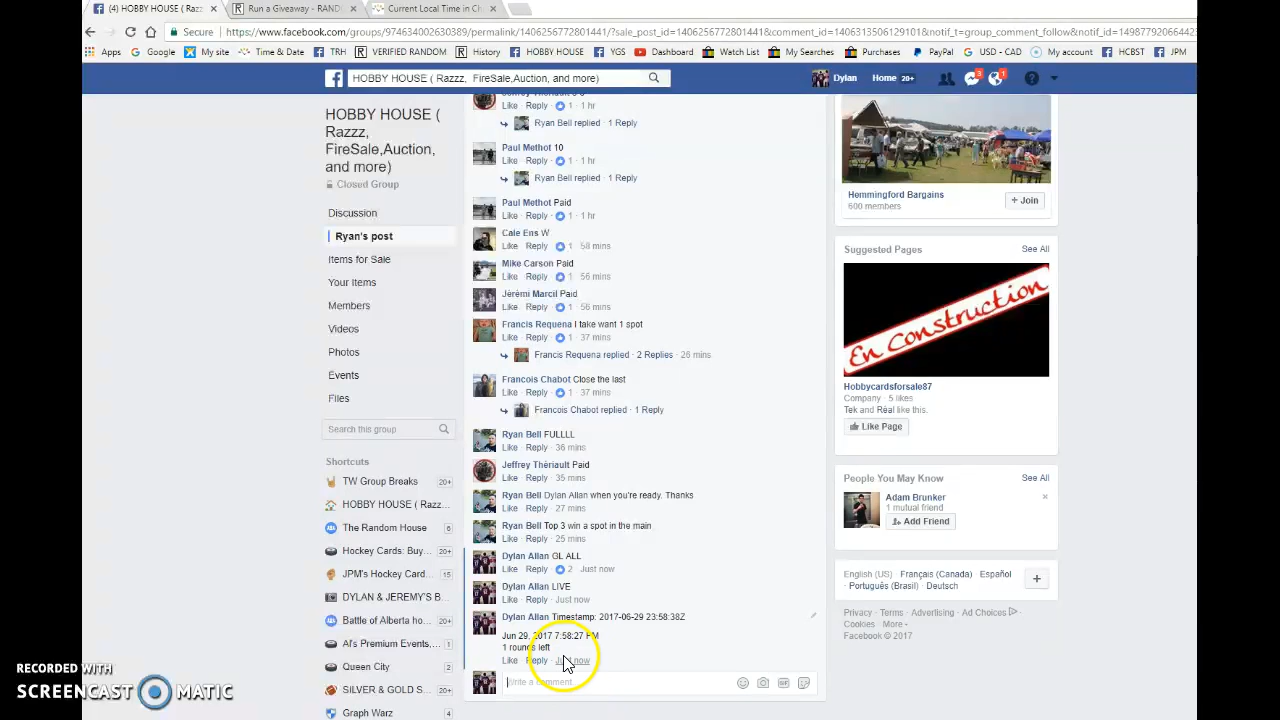 (4) HOBBY HOUSE ( Razz
Run a Giveaway - RAND
Current Local Time in Ch
Secure
https://www.facebook.com/groups/974634002630389/permalink/1406256772801441/?sale_post_id=1406256772801441&comment_id=1406313506129101&notif_t=group_comment_follow&notif_id=149877920664423
Apps Google My site Time & Date TRH VERIFIED RANDOM History HOBBY HOUSE YGS Dashboard Watch List My Searches Purchases PayPal USD - CAD My account HCBST JPM
HOBBY HOUSE ( Razzz, FireSale,Auction, and more)
Dylan Home 20+ 3 1
HOBBY HOUSE (
Razzz,
FireSale,Auction,
and more)
Closed Group
Discussion
Ryan's post
Items for Sale
Your Items
Members
Videos
Photos
Events
Files
Search this group
Shortcuts
TW Group Breaks 20+
HOBBY HOUSE ( Razz... 20+
The Random House 6
Hockey Cards: Buy,... 20+
JPM's Hockey Card... 15
DYLAN & JEREMY'S B...
Battle of Alberta ho... 20+
Al's Premium Events,... 1
Queen City 2
SILVER & GOLD S... 20+
Graph Warz 2
Like · Reply · 1 · 1 hr
Ryan Bell replied · 1 Reply
Paul Methot 10
Like · Reply · 1 · 1 hr
Ryan Bell replied · 1 Reply
Paul Methot Paid
Like · Reply · 1 · 1 hr
Cale Ens W
Like · Reply · 1 · 58 mins
Mike Carson Paid
Like · Reply · 1 · 56 mins
Jérémi Marcil Paid
Like · Reply · 1 · 56 mins
Francis Requena I take want 1 spot
Like · Reply · 1 · 37 mins
Francis Requena replied · 2 Replies · 26 mins
Francois Chabot Close the last
Like · Reply · 1 · 37 mins
Francois Chabot replied · 1 Reply
Ryan Bell FULLLL
Like · Reply · 36 mins
Jeffrey Thériault Paid
Like · Reply · 35 mins
Ryan Bell Dylan Allan when you're ready. Thanks
Like · Reply · 27 mins
Ryan Bell Top 3 win a spot in the main
Like · Reply · 25 mins
Dylan Allan GL ALL
Like · Reply · 2 · Just now
Dylan Allan LIVE
Like · Reply · Just now
Dylan Allan Timestamp: 2017-06-29 23:58:38Z
Jun 29, 2017 7:58:27 PM
1 rounds left
Like · Reply · Just now
Write a comment...
Hemmingford Bargains
600 members
+ Join
Suggested Pages See All
En Construction
Hobbycardsforsale87
Company · 5 likes
Tek and Réal like this.
Like Page
People You May Know See All
Adam Brunker
1 mutual friend
Add Friend
English (US) · Français (Canada) · Español ·
Português (Brasil) · Deutsch
Privacy · Terms · Advertising · Ad Choices ·
Cookies · More
Facebook © 2017
RECORDED WITH
SCREENCAST MATIC